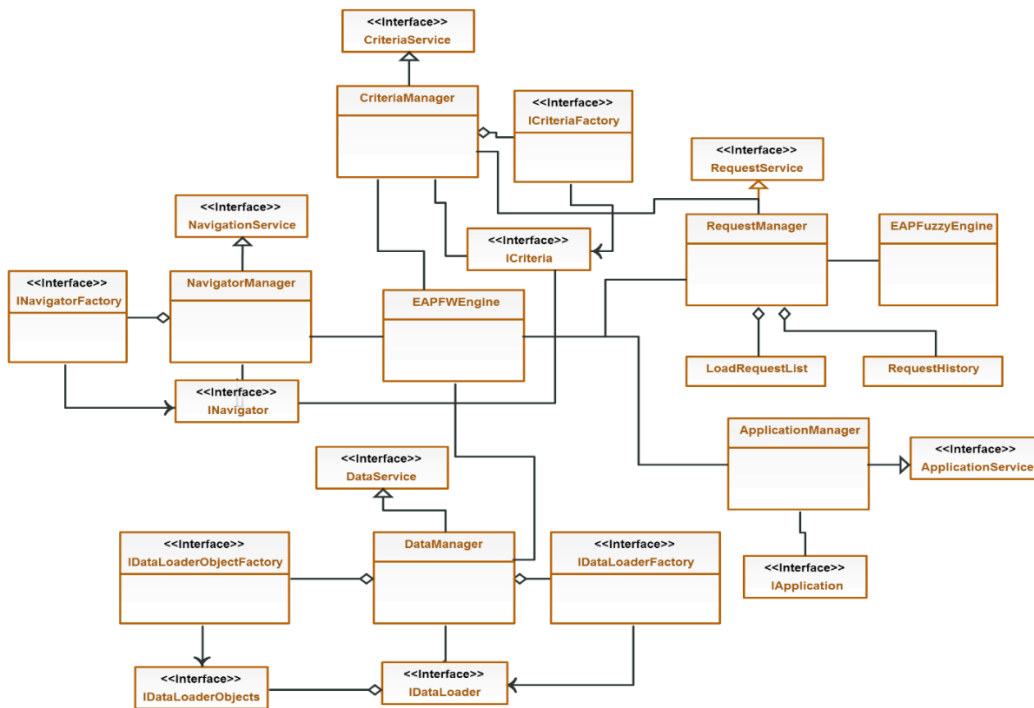 <<Interface>>
CriteriaService
CriteriaManager
<<Interface>>
ICriteriaFactory
<<Interface>>
RequestService
<<Interface>>
NavigationService
RequestManager
EAPFuzzyEngine
<<Interface>>
ICriteria
<<Interface>>
INavigatorFactory
NavigatorManager
EAPFWEngine
LoadRequestList
RequestHistory
<<Interface>>
INavigator
ApplicationManager
<<Interface>>
ApplicationService
<<Interface>>
DataService
<<Interface>>
IDataLoaderObjectFactory
DataManager
<<Interface>>
IDataLoaderFactory
<<Interface>>
IApplication
<<Interface>>
IDataLoaderObjects
<<Interface>>
IDataLoader